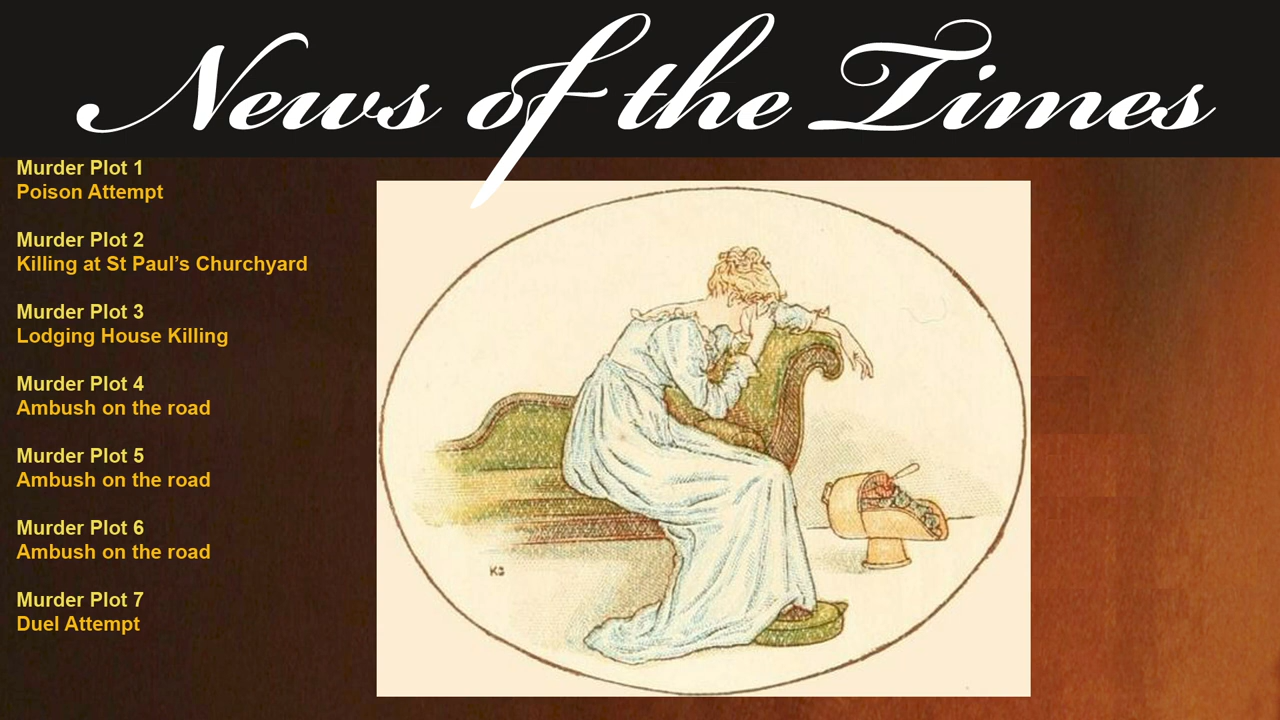 News of the Times
Murder Plot 1
Poison Attempt
Murder Plot 2
Killing at St Paul’s Churchyard
Murder Plot 3
Lodging House Killing
Murder Plot 4
Ambush on the road
Murder Plot 5
Ambush on the road
Murder Plot 6
Ambush on the road
Murder Plot 7
Duel Attempt
KG